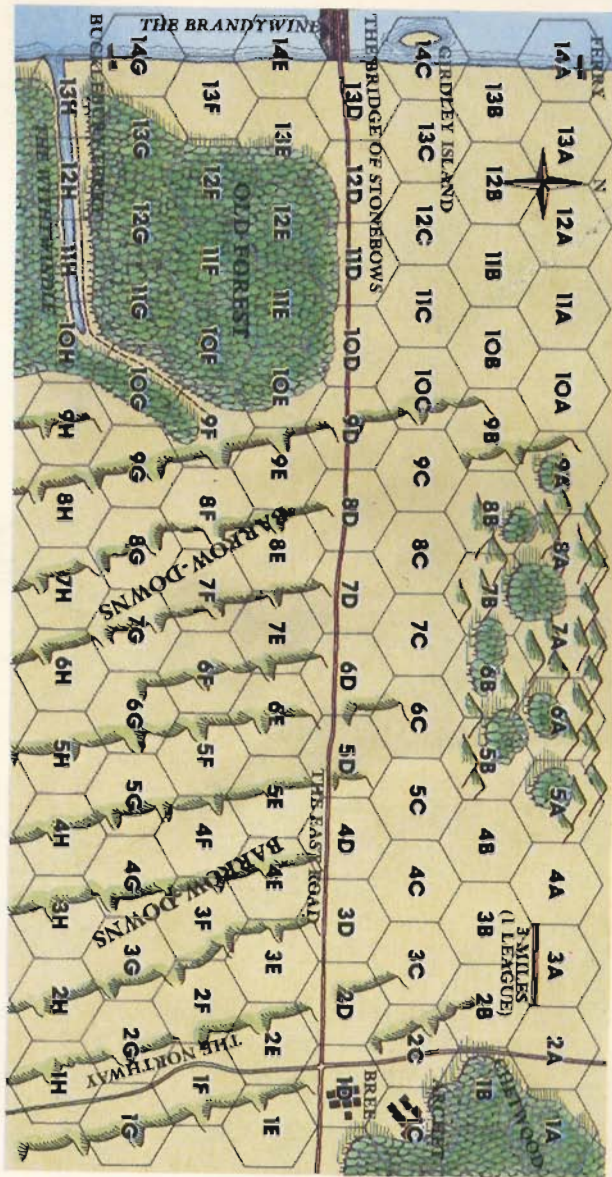 FERRY
N
14A 13A 12A 11A 10A 9A 8A 7A 6A 5A 4A 3A 2A 1A
3 MILES
(1 LEAGUE)
CHETWOOD
13B 12B 11B 10B 9B 8B 7B 6B 5B 4B 3B 2B 1B
GIRDLEY ISLAND
ARCHET
14C 13C 12C 11C 10C 9C 8C 7C 6C 5C 4C 3C 2C 1C
THE BRIDGE OF STONEBOWS
BREE
13D 12D 11D 10D 9D 8D 7D 6D 5D 4D 3D 2D 1D
THE EAST ROAD
14E 13E 12E 11E 10E 9E 8E 7E 6E 5E 4E 3E 2E 1E
OLD FOREST
BARROW-DOWNS
BARROW-DOWNS
13F 12F 11F 10F 9F 8F 7F 6F 5F 4F 3F 2F 1F
THE NORTHWAY
THE BRANDYWINE
14G 13G 12G 11G 10G 9G 8G 7G 6G 5G 4G 3G 2G 1G
BUCKLEBURY FERRY
13H 12H 11H 10H 9H 8H 7H 6H 5H 4H 3H 2H 1H
THE WITHYWINDLE